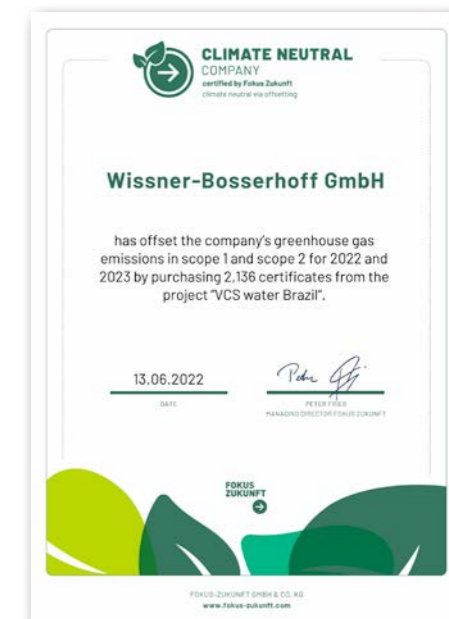 CLIMATE NEUTRAL
COMPANY
certified by Fokus Zukunft
climate neutral via offsetting
Wissner-Bosserhoff GmbH
has offset the company's greenhouse gas
emissions in scope 1 and scope 2 for 2022 and
2023 by purchasing 2,136 certificates from the
project "VCS water Brazil".
13.06.2022
DATE
PETER FRIES
MANAGING DIRECTOR FOKUS ZUKUNFT
FOKUS
ZUKUNFT
FOKUS-ZUKUNFT GMBH & CO. KG
www.fokus-zukunft.com